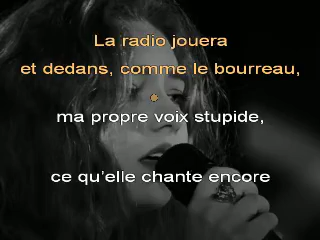 La radio jouera
et dedans, comme le bourreau,
ma propre voix stupide,
ce qu'elle chante encore